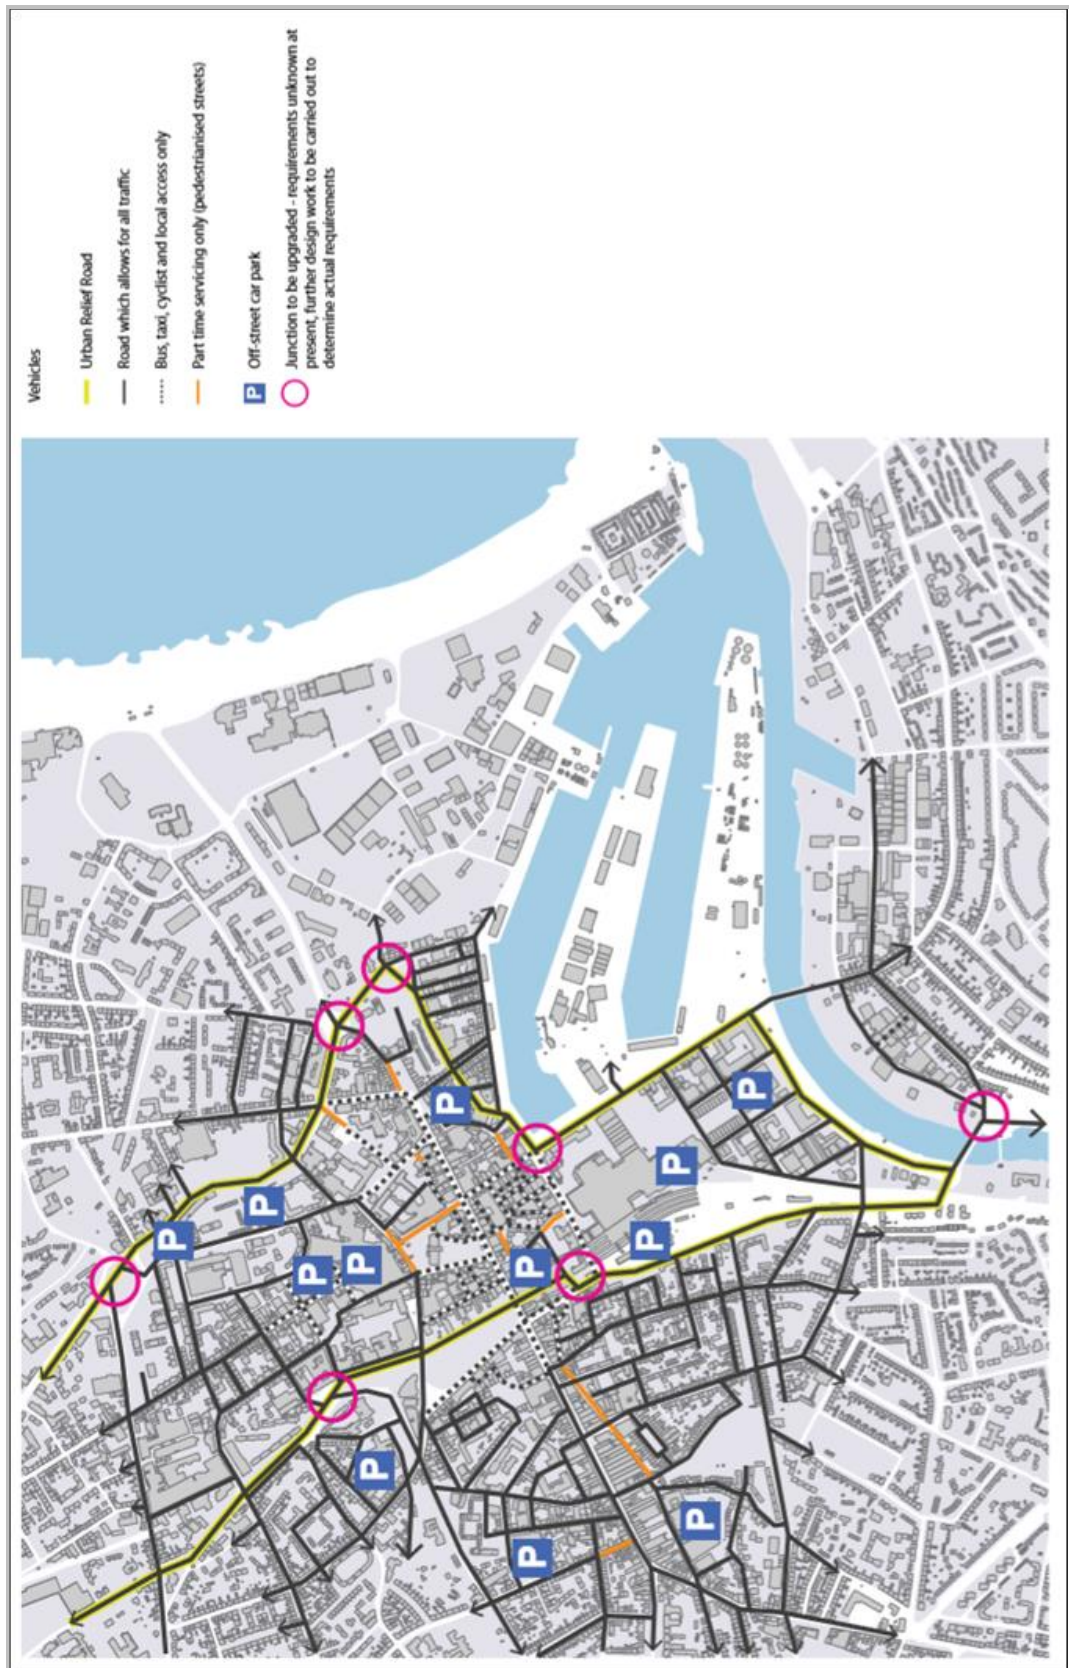 Vehicles
Urban Relief Road
Road which allows for all traffic
Bus, taxi, cyclist and local access only
Part time servicing only (pedestrianised streets)
P Off-street car park
Junction to be upgraded - requirements unknown at
present, further design work to be carried out to
determine actual requirements
P
P
P
P
P
P
P
P
P
P
P
P
P